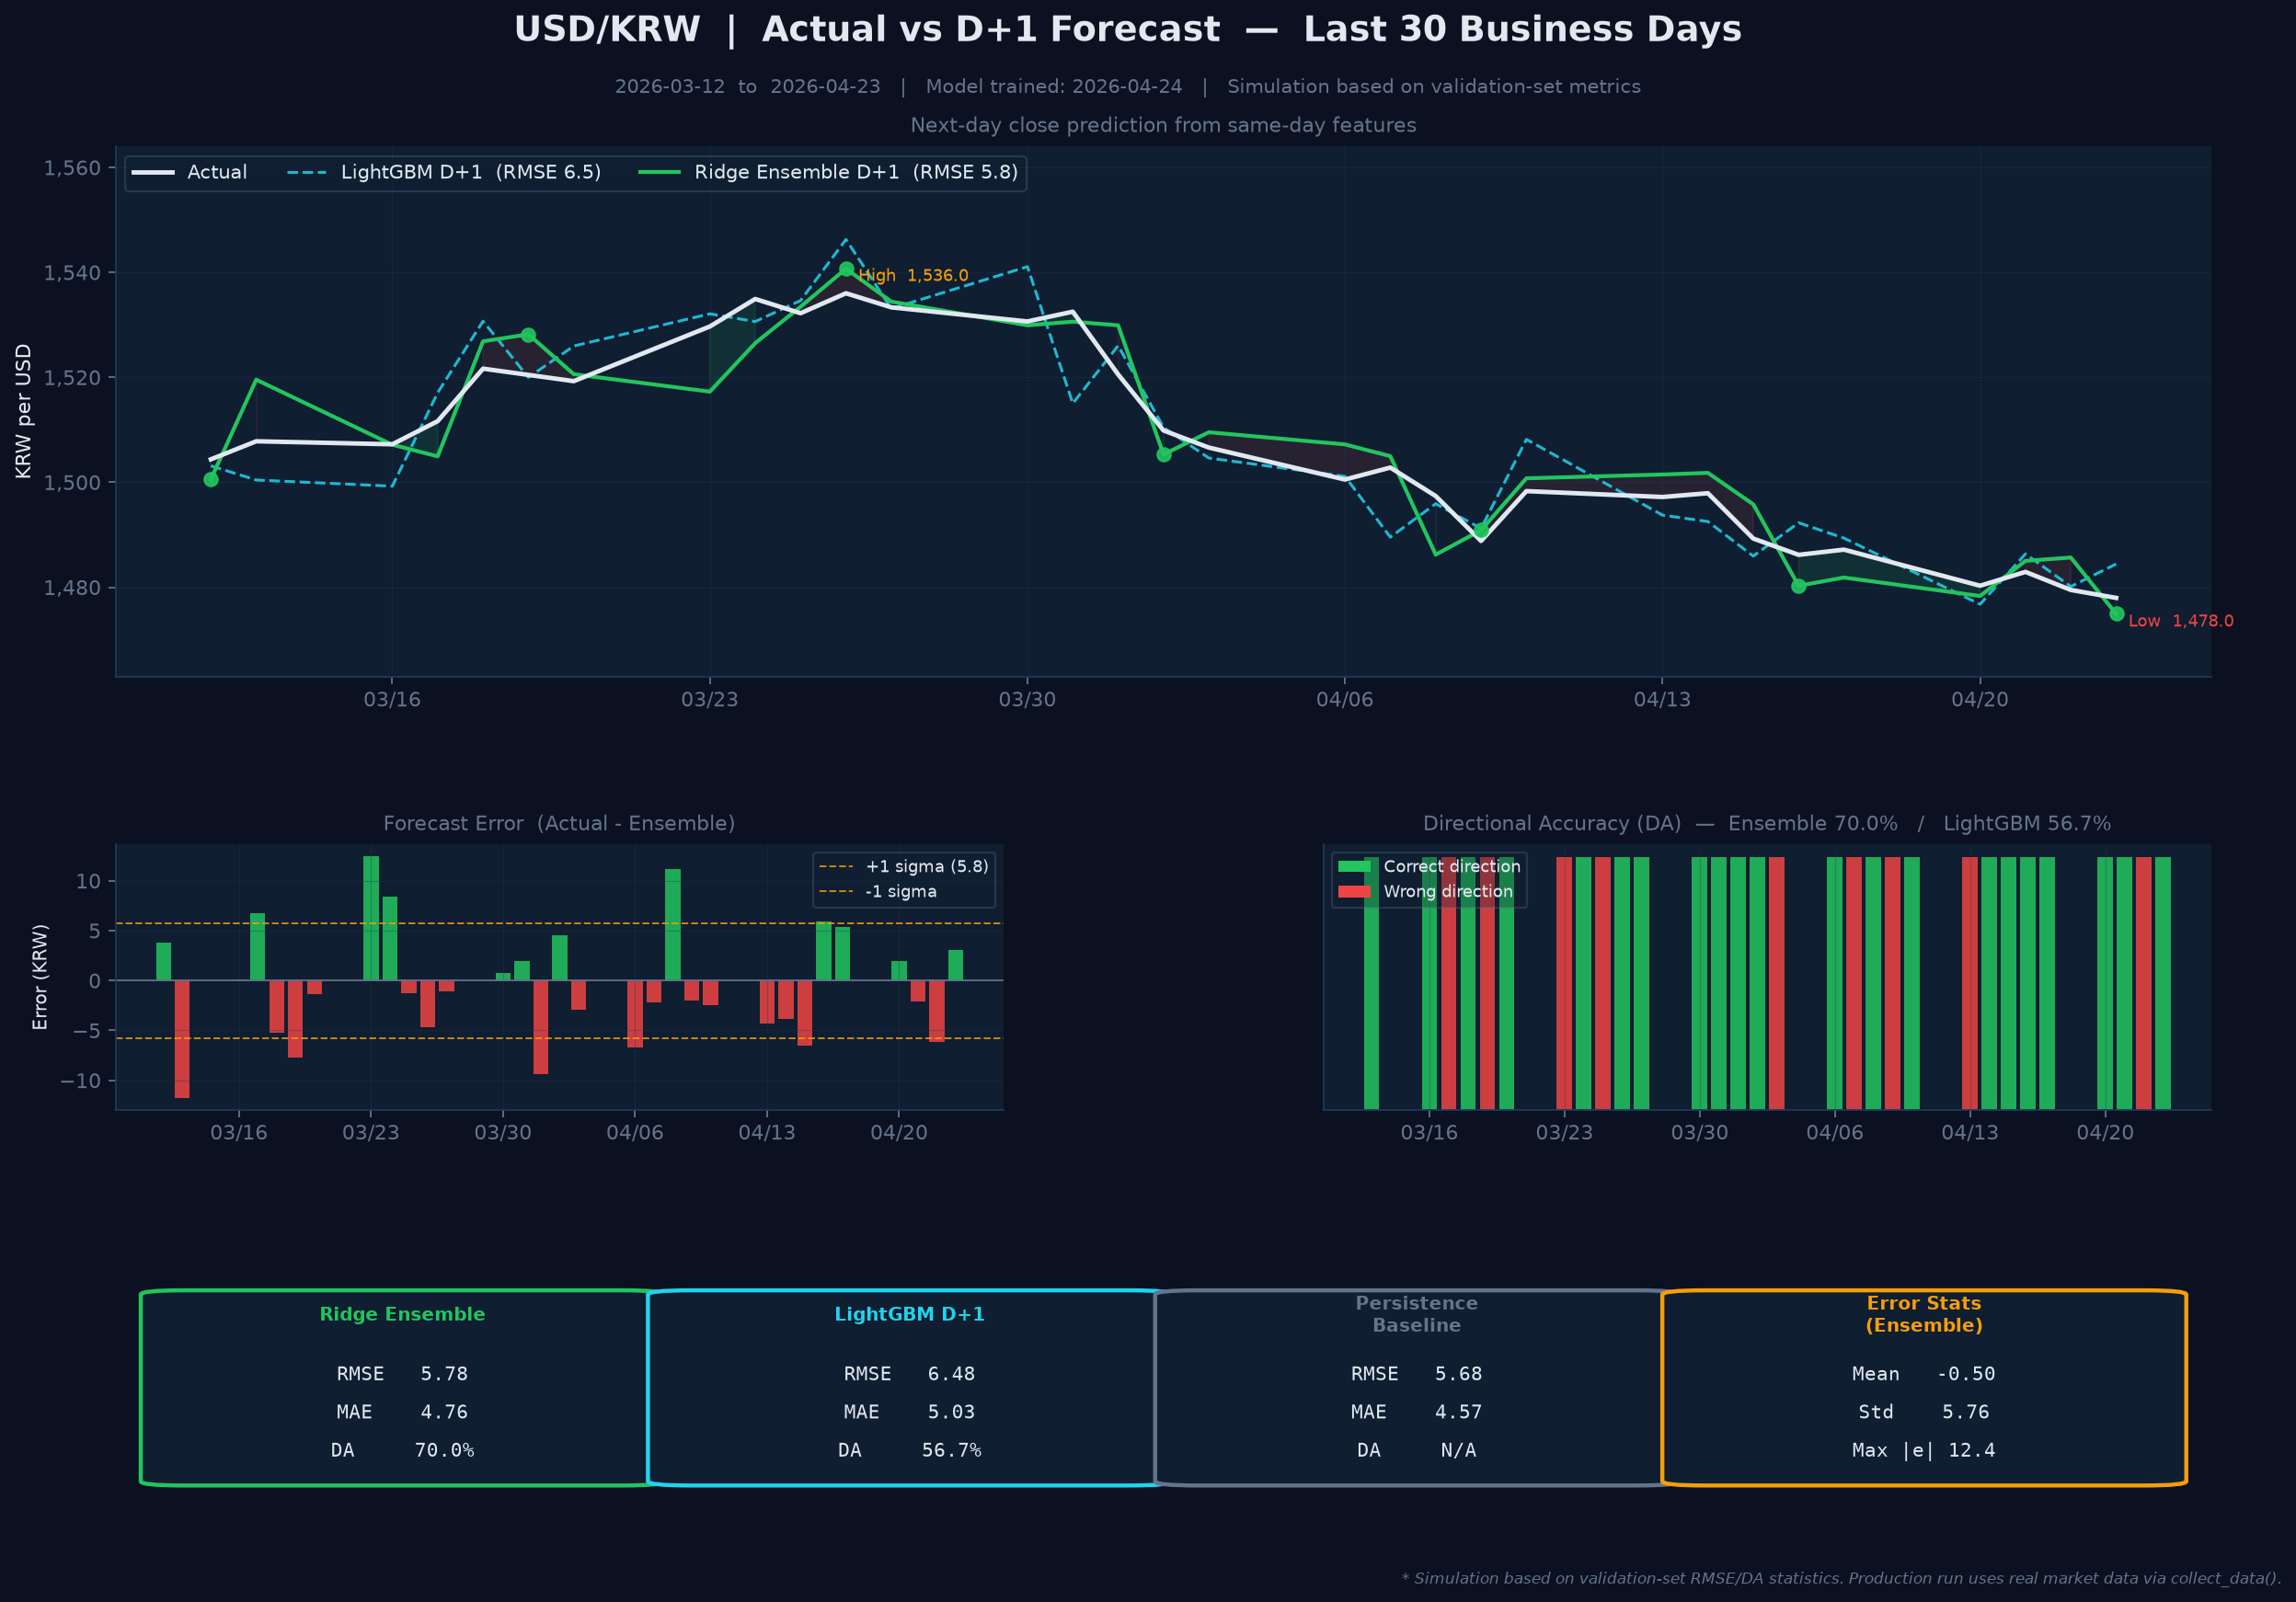 USD/KRW | Actual vs D+1 Forecast — Last 30 Business Days
2026-03-12 to 2026-04-23 | Model trained: 2026-04-24 | Simulation based on validation-set metrics
Next-day close prediction from same-day features
Actual
LightGBM D+1 (RMSE 6.5)
Ridge Ensemble D+1 (RMSE 5.8)
KRW per USD
1,560
1,540
1,520
1,500
1,480
High 1,536.0
Low 1,478.0
03/16
03/23
03/30
04/06
04/13
04/20
Forecast Error (Actual - Ensemble)
Error (KRW)
10
5
0
−5
−10
+1 sigma (5.8)
-1 sigma
03/16
03/23
03/30
04/06
04/13
04/20
Directional Accuracy (DA) — Ensemble 70.0% / LightGBM 56.7%
Correct direction
Wrong direction
03/16
03/23
03/30
04/06
04/13
04/20
Ridge Ensemble
RMSE 5.78
MAE 4.76
DA 70.0%
LightGBM D+1
RMSE 6.48
MAE 5.03
DA 56.7%
Persistence
Baseline
RMSE 5.68
MAE 4.57
DA N/A
Error Stats
(Ensemble)
Mean -0.50
Std 5.76
Max |e| 12.4
* Simulation based on validation-set RMSE/DA statistics. Production run uses real market data via collect_data().